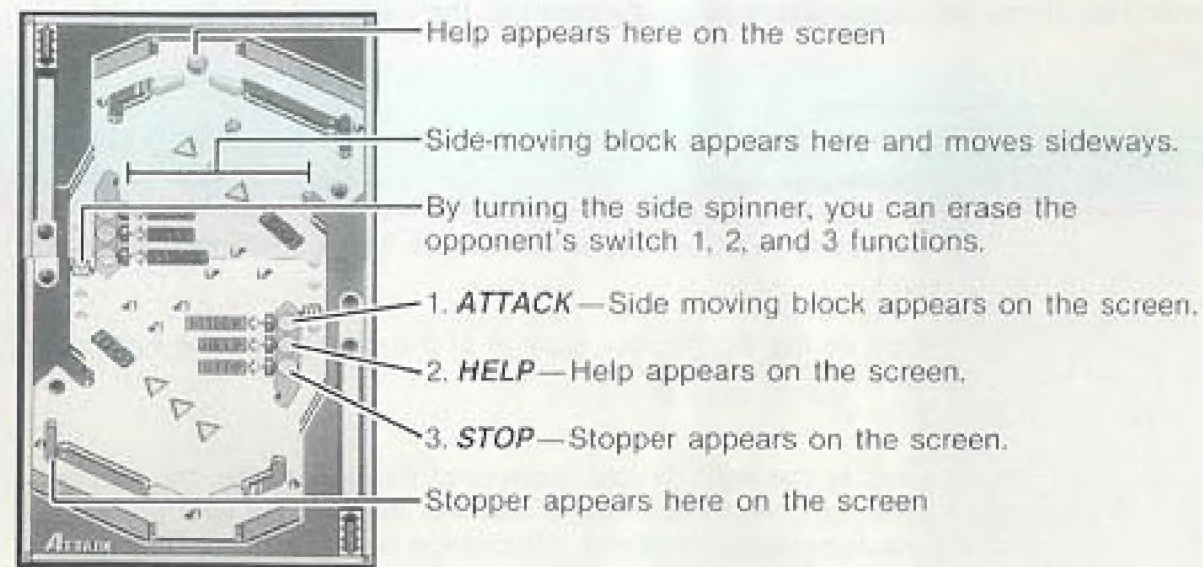 Help appears here on the screen
Side-moving block appears here and moves sideways.
By turning the side spinner, you can erase the
opponent's switch 1, 2, and 3 functions.
1. ATTACK—Side moving block appears on the screen.
2. HELP—Help appears on the screen.
3. STOP—Stopper appears on the screen.
Stopper appears here on the screen